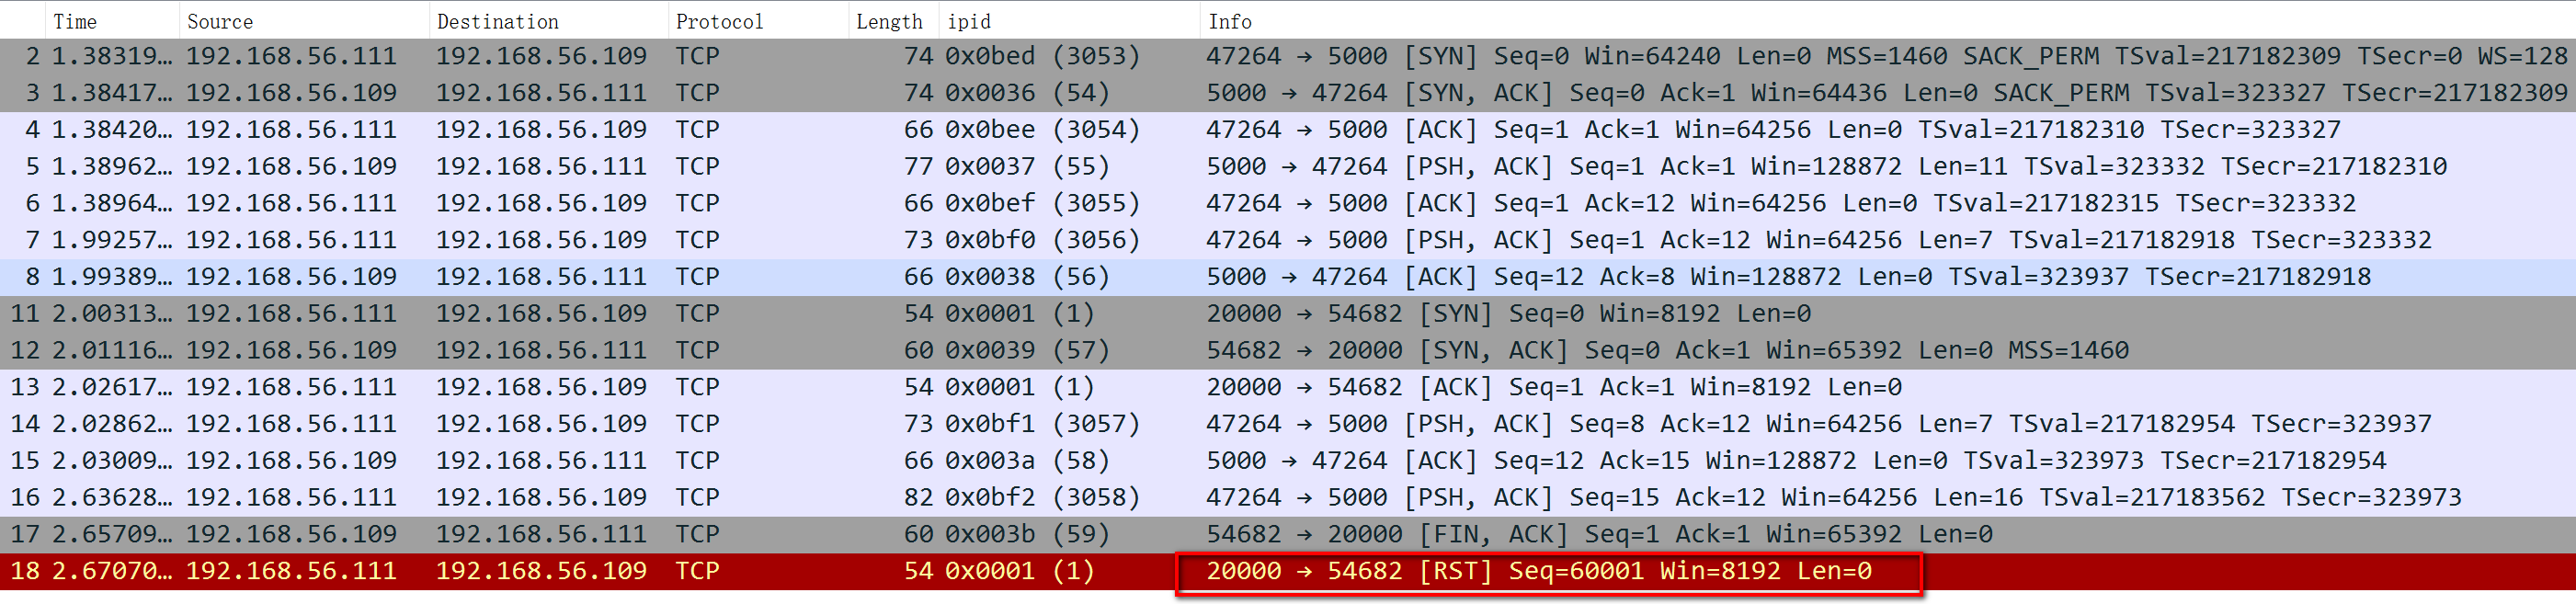 Time Source Destination Protocol Length ipid Info
2 1.38319… 192.168.56.111 192.168.56.109 TCP 74 0x0bed (3053) 47264 → 5000 [SYN] Seq=0 Win=64240 Len=0 MSS=1460 SACK_PERM TSval=217182309 TSecr=0 WS=128
3 1.38417… 192.168.56.109 192.168.56.111 TCP 74 0x0036 (54) 5000 → 47264 [SYN, ACK] Seq=0 Ack=1 Win=64436 Len=0 SACK_PERM TSval=323327 TSecr=217182309
4 1.38420… 192.168.56.111 192.168.56.109 TCP 66 0x0bee (3054) 47264 → 5000 [ACK] Seq=1 Ack=1 Win=64256 Len=0 TSval=217182310 TSecr=323327
5 1.38962… 192.168.56.109 192.168.56.111 TCP 77 0x0037 (55) 5000 → 47264 [PSH, ACK] Seq=1 Ack=1 Win=128872 Len=11 TSval=323332 TSecr=217182310
6 1.38964… 192.168.56.111 192.168.56.109 TCP 66 0x0bef (3055) 47264 → 5000 [ACK] Seq=1 Ack=12 Win=64256 Len=0 TSval=217182315 TSecr=323332
7 1.99257… 192.168.56.111 192.168.56.109 TCP 73 0x0bf0 (3056) 47264 → 5000 [PSH, ACK] Seq=1 Ack=12 Win=64256 Len=7 TSval=217182918 TSecr=323332
8 1.99389… 192.168.56.109 192.168.56.111 TCP 66 0x0038 (56) 5000 → 47264 [ACK] Seq=12 Ack=8 Win=128872 Len=0 TSval=323937 TSecr=217182918
11 2.00313… 192.168.56.111 192.168.56.109 TCP 54 0x0001 (1) 20000 → 54682 [SYN] Seq=0 Win=8192 Len=0
12 2.01116… 192.168.56.109 192.168.56.111 TCP 60 0x0039 (57) 54682 → 20000 [SYN, ACK] Seq=0 Ack=1 Win=65392 Len=0 MSS=1460
13 2.02617… 192.168.56.111 192.168.56.109 TCP 54 0x0001 (1) 20000 → 54682 [ACK] Seq=1 Ack=1 Win=8192 Len=0
14 2.02862… 192.168.56.111 192.168.56.109 TCP 73 0x0bf1 (3057) 47264 → 5000 [PSH, ACK] Seq=8 Ack=12 Win=64256 Len=7 TSval=217182954 TSecr=323937
15 2.03009… 192.168.56.109 192.168.56.111 TCP 66 0x003a (58) 5000 → 47264 [ACK] Seq=12 Ack=15 Win=128872 Len=0 TSval=323973 TSecr=217182954
16 2.63628… 192.168.56.111 192.168.56.109 TCP 82 0x0bf2 (3058) 47264 → 5000 [PSH, ACK] Seq=15 Ack=12 Win=64256 Len=16 TSval=217183562 TSecr=323973
17 2.65709… 192.168.56.109 192.168.56.111 TCP 60 0x003b (59) 54682 → 20000 [FIN, ACK] Seq=1 Ack=1 Win=65392 Len=0
18 2.67070… 192.168.56.111 192.168.56.109 TCP 54 0x0001 (1) 20000 → 54682 [RST] Seq=60001 Win=8192 Len=0